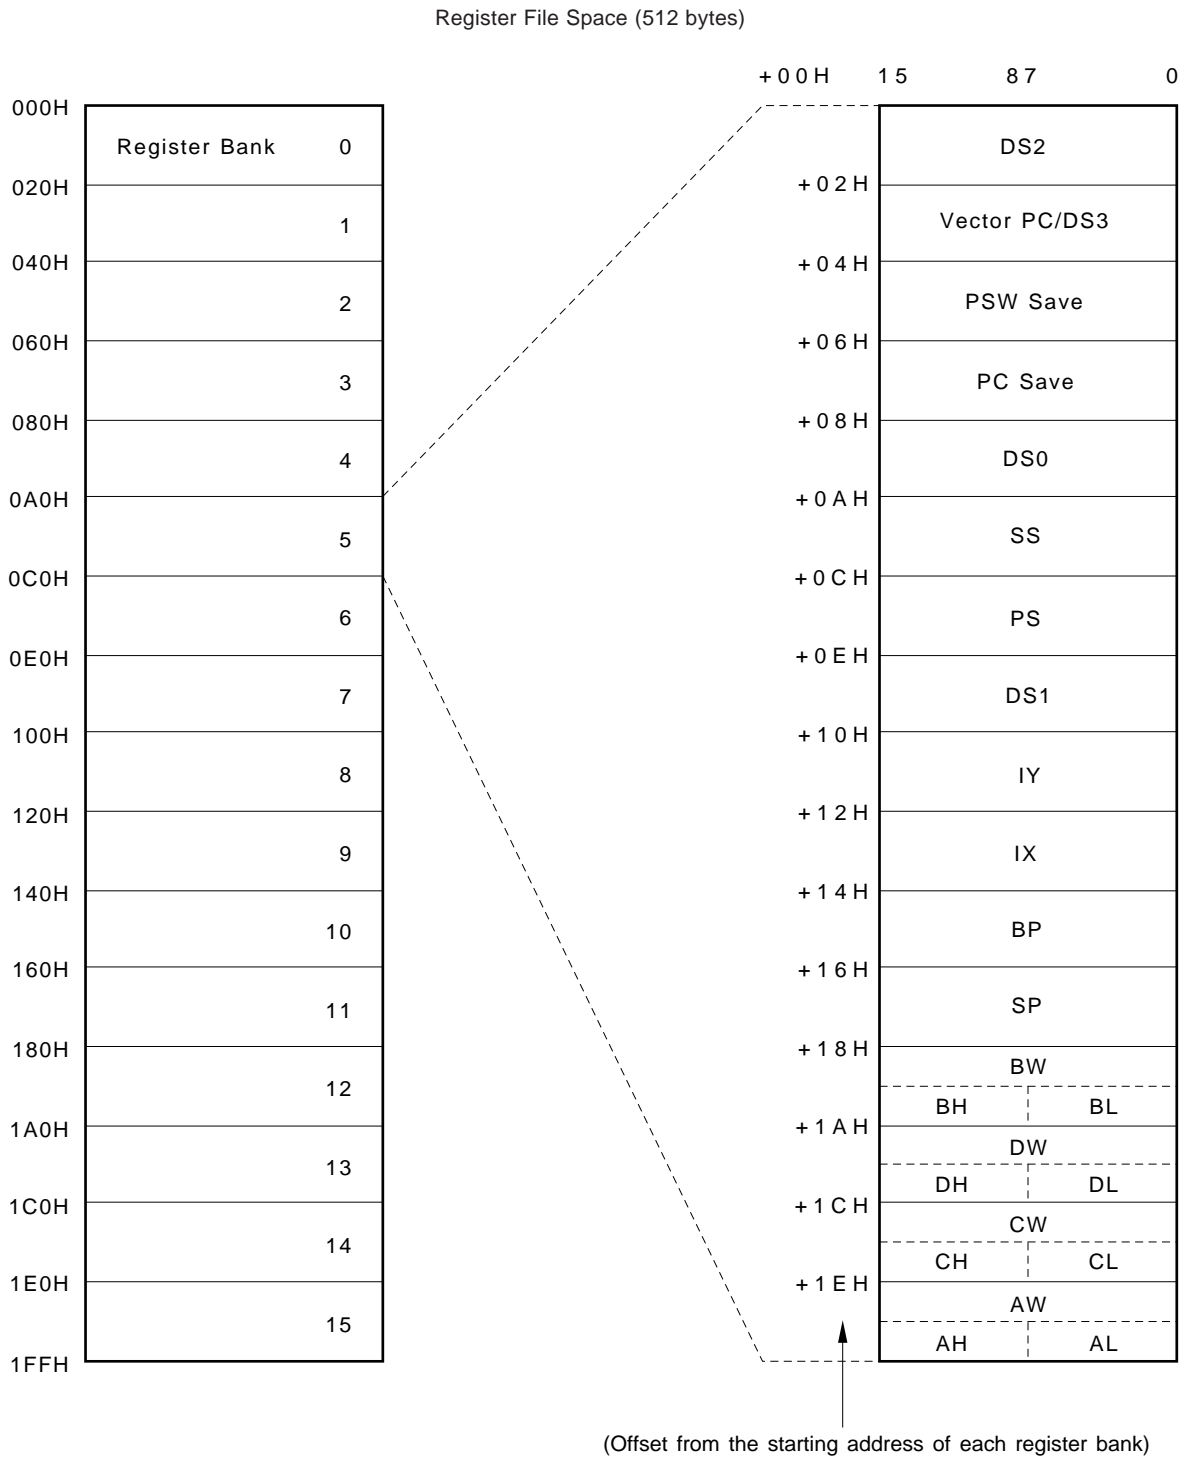 Register File Space (512 bytes)
+00H 15 87 0
000H
Register Bank 0
DS2
020H
+02H
1
Vector PC/DS3
040H
+04H
2
PSW Save
060H
+06H
3
PC Save
080H
+08H
4
DS0
0A0H
+0AH
5
SS
0C0H
+0CH
6
PS
0E0H
+0EH
7
DS1
100H
+10H
8
IY
120H
+12H
9
IX
140H
+14H
10
BP
160H
+16H
11
SP
180H
+18H
BW
12
BH BL
1A0H
+1AH
DW
13
DH DL
1C0H
+1CH
CW
14
CH CL
1E0H
+1EH
AW
15
AH AL
1FFH
(Offset from the starting address of each register bank)